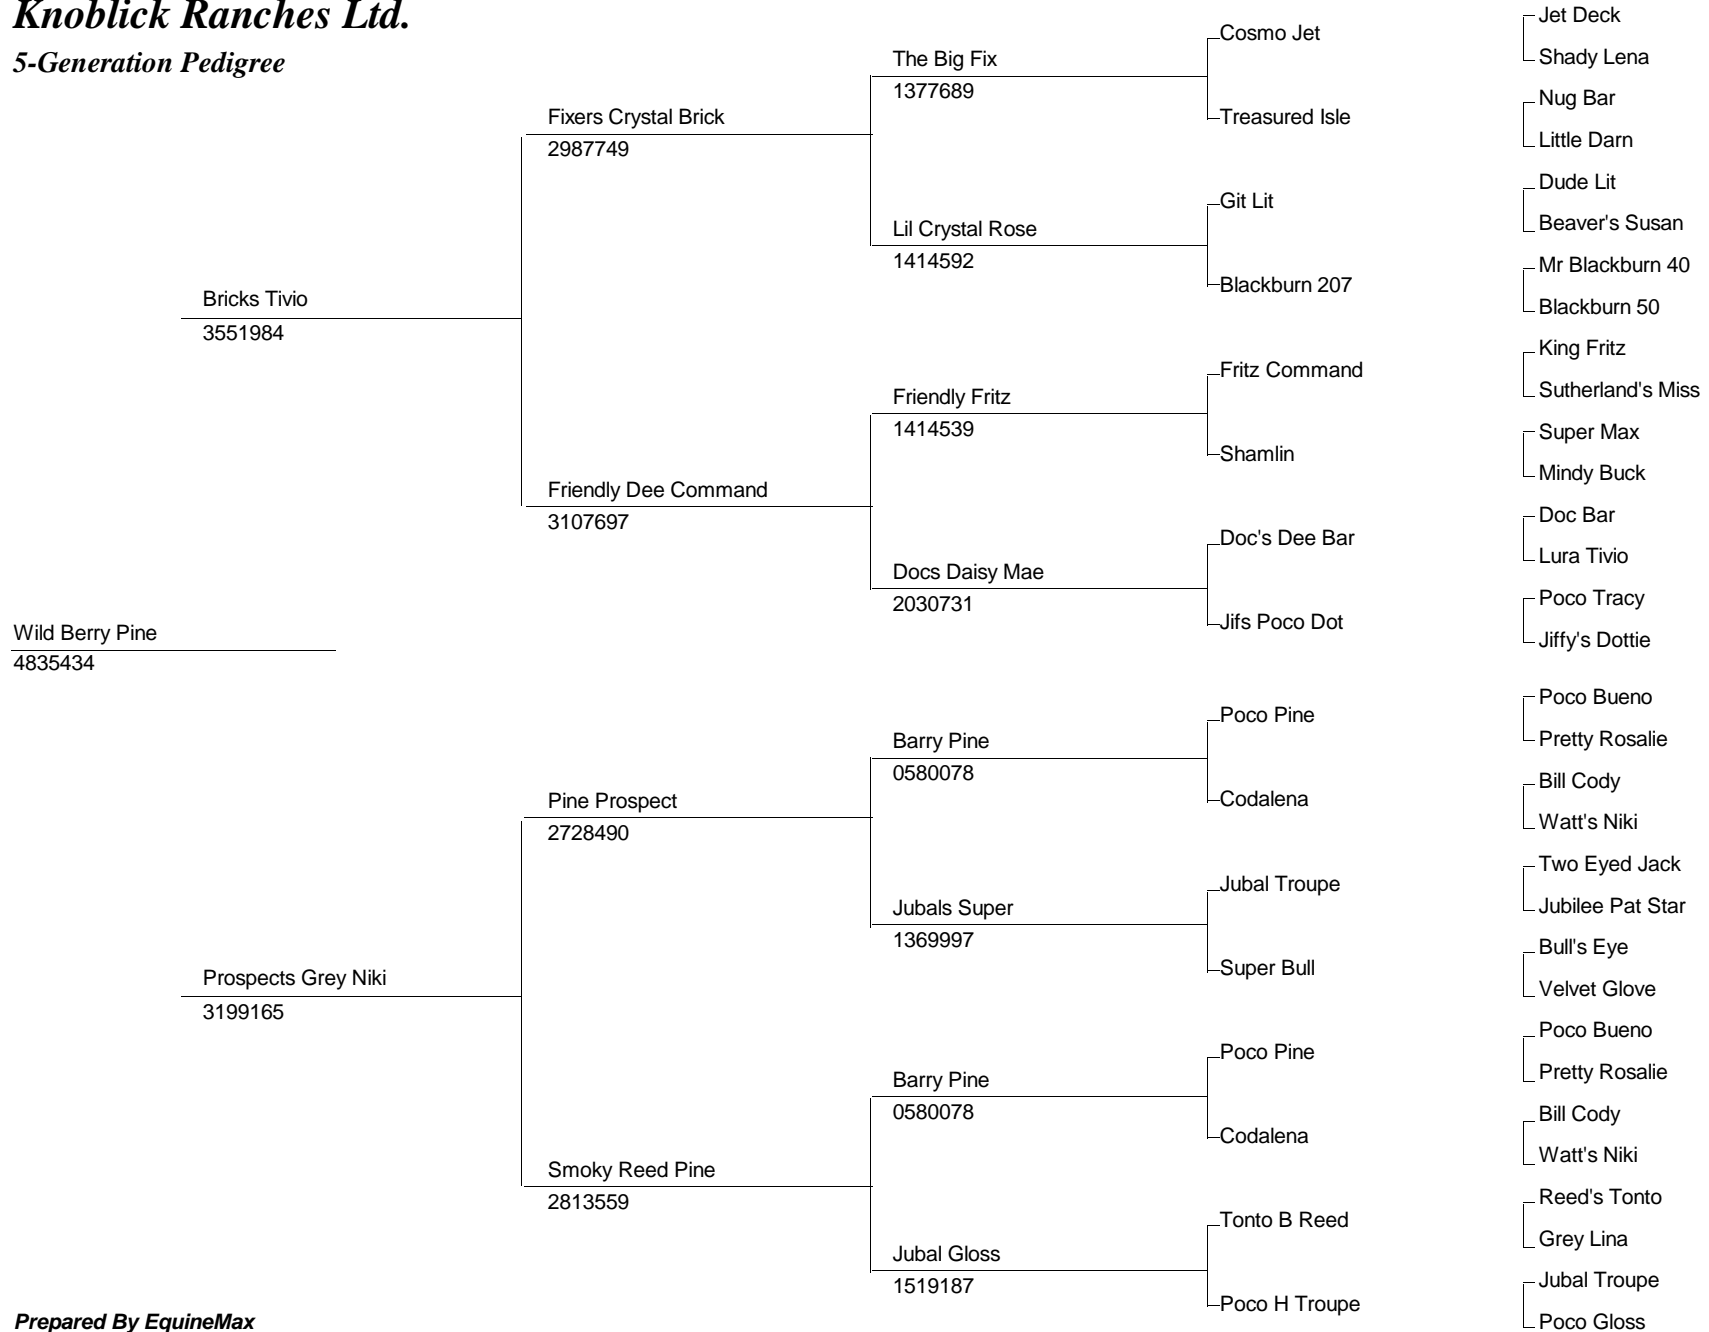 Knoblick Ranches Ltd.
5-Generation Pedigree
Wild Berry Pine
4835434
Bricks Tivio
3551984
Prospects Grey Niki
3199165
Fixers Crystal Brick
2987749
Friendly Dee Command
3107697
Pine Prospect
2728490
Smoky Reed Pine
2813559
The Big Fix
1377689
Lil Crystal Rose
1414592
Friendly Fritz
1414539
Docs Daisy Mae
2030731
Barry Pine
0580078
Jubals Super
1369997
Barry Pine
0580078
Jubal Gloss
1519187
Cosmo Jet
Treasured Isle
Git Lit
Blackburn 207
Fritz Command
Shamlin
Doc's Dee Bar
Jifs Poco Dot
Poco Pine
Codalena
Jubal Troupe
Super Bull
Poco Pine
Codalena
Tonto B Reed
Poco H Troupe
Jet Deck
Shady Lena
Nug Bar
Little Darn
Dude Lit
Beaver's Susan
Mr Blackburn 40
Blackburn 50
King Fritz
Sutherland's Miss
Super Max
Mindy Buck
Doc Bar
Lura Tivio
Poco Tracy
Jiffy's Dottie
Poco Bueno
Pretty Rosalie
Bill Cody
Watt's Niki
Two Eyed Jack
Jubilee Pat Star
Bull's Eye
Velvet Glove
Poco Bueno
Pretty Rosalie
Bill Cody
Watt's Niki
Reed's Tonto
Grey Lina
Jubal Troupe
Poco Gloss
Prepared By EquineMax